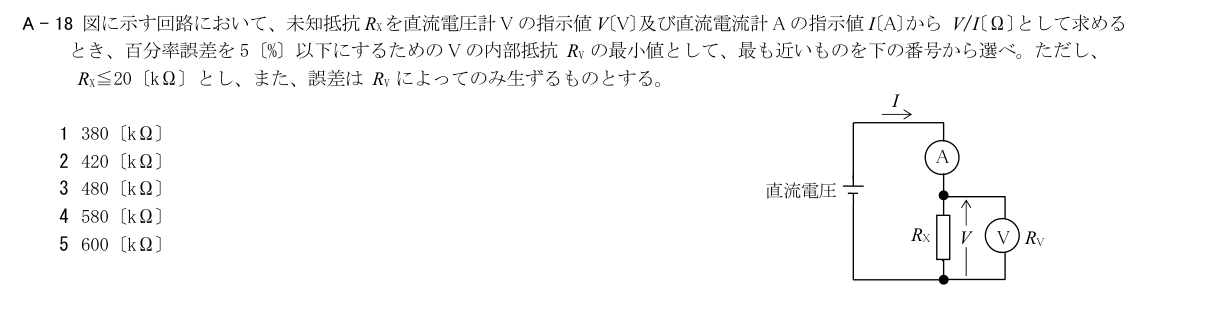 A－18 図に示す回路において、未知抵抗 RXを直流電圧計 V の指示値 V〔V〕及び直流電流計 A の指示値 I〔A〕から V/I〔Ω〕として求める
とき、百分率誤差を 5〔%〕以下にするための V の内部抵抗 RV の最小値として、最も近いものを下の番号から選べ。ただし、
RX≦20〔kΩ〕とし、また、誤差は RV によってのみ生ずるものとする。
1 380〔kΩ〕
2 420〔kΩ〕
3 480〔kΩ〕
4 580〔kΩ〕
5 600〔kΩ〕
I
A
直流電圧
RX V V RV